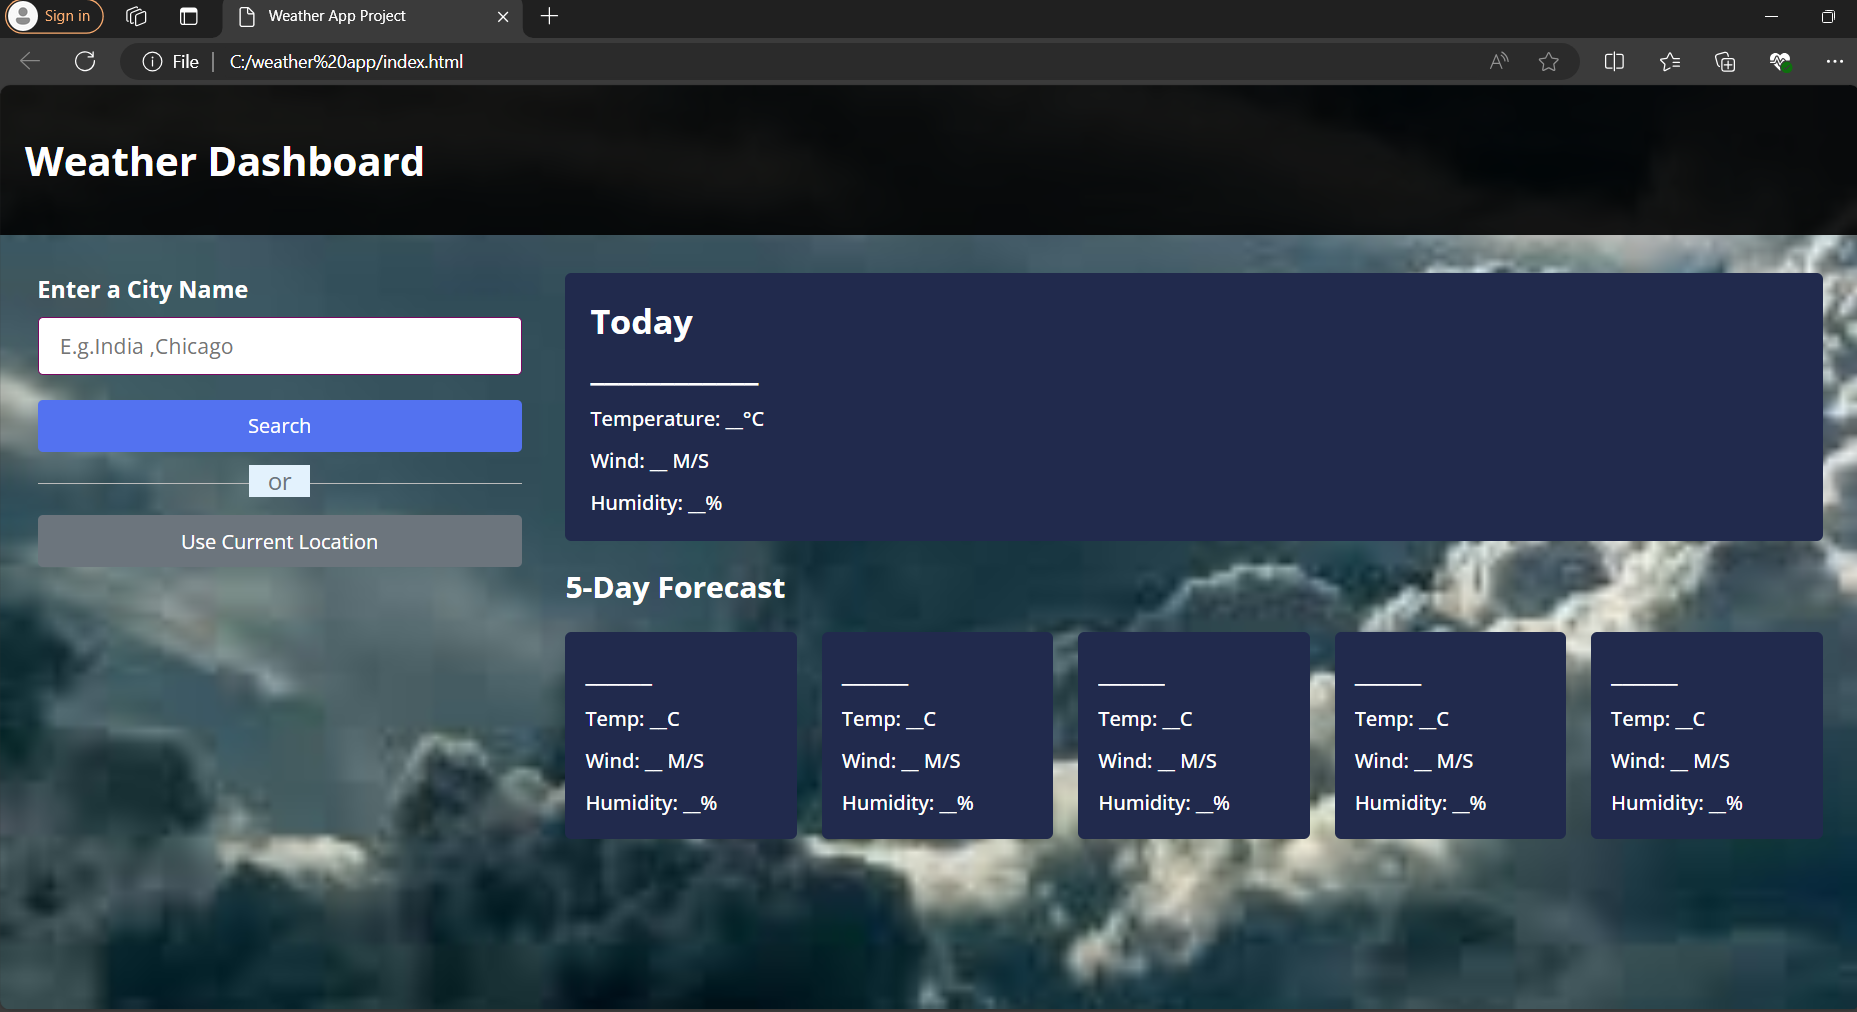 Sign in
Weather App Project
File
C:/weather%20app/index.html
Weather Dashboard
Enter a City Name
E.g.India ,Chicago
Search
or
Use Current Location
Today
______________
Temperature: __°C
Wind: __ M/S
Humidity: __%
5-Day Forecast
______
Temp: __C
Wind: __ M/S
Humidity: __%
______
Temp: __C
Wind: __ M/S
Humidity: __%
______
Temp: __C
Wind: __ M/S
Humidity: __%
______
Temp: __C
Wind: __ M/S
Humidity: __%
______
Temp: __C
Wind: __ M/S
Humidity: __%